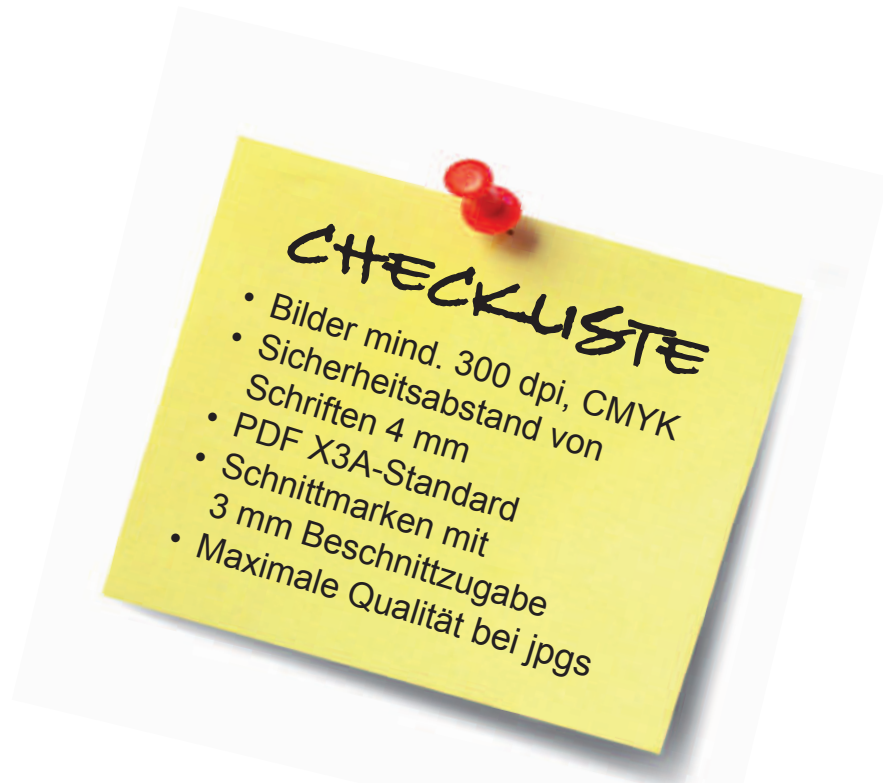 CHECKLISTE
• Bilder mind. 300 dpi, CMYK
• Sicherheitsabstand von
Schriften 4 mm
• PDF X3A-Standard
• Schnittmarken mit
3 mm Beschnittzugabe
• Maximale Qualität bei jpgs